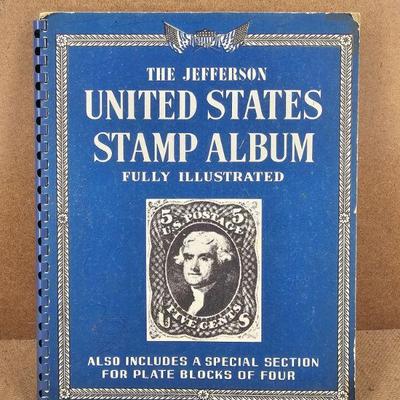 THE JEFFERSON
UNITED STATES
STAMP ALBUM
FULLY ILLUSTRATED
5 5
U.S. POSTAGE
FIVE CENTS
U S
ALSO INCLUDES A SPECIAL SECTION
FOR PLATE BLOCKS OF FOUR